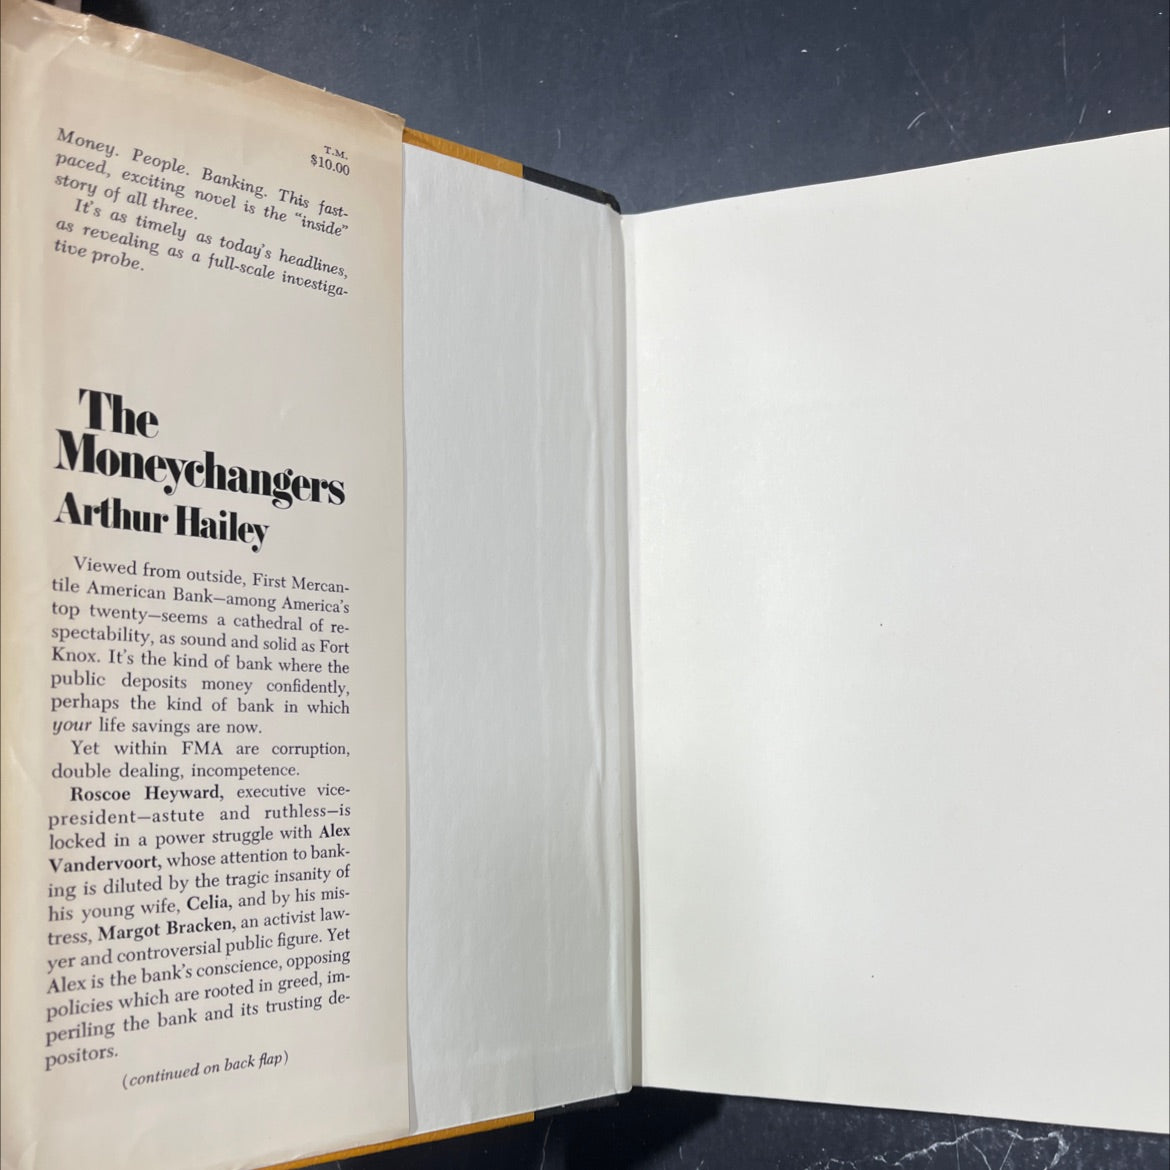 T.M.
$10.00
Money. People. Banking. This fast-
paced, exciting novel is the “inside”
story of all three.
It’s as timely as today’s headlines,
as revealing as a full-scale investiga-
tive probe.
The
Moneychangers
Arthur Hailey
Viewed from outside, First Mercan-
tile American Bank—among America’s
top twenty—seems a cathedral of re-
spectability, as sound and solid as Fort
Knox. It’s the kind of bank where the
public deposits money confidently,
perhaps the kind of bank in which
your life savings are now.
Yet within FMA are corruption,
double dealing, incompetence.
Roscoe Heyward, executive vice-
president—astute and ruthless—is
locked in a power struggle with Alex
Vandervoort, whose attention to bank-
ing is diluted by the tragic insanity of
his young wife, Celia, and by his mis-
tress, Margot Bracken, an activist law-
yer and controversial public figure. Yet
Alex is the bank’s conscience, opposing
policies which are rooted in greed, im-
periling the bank and its trusting de-
positors.
(continued on back flap)